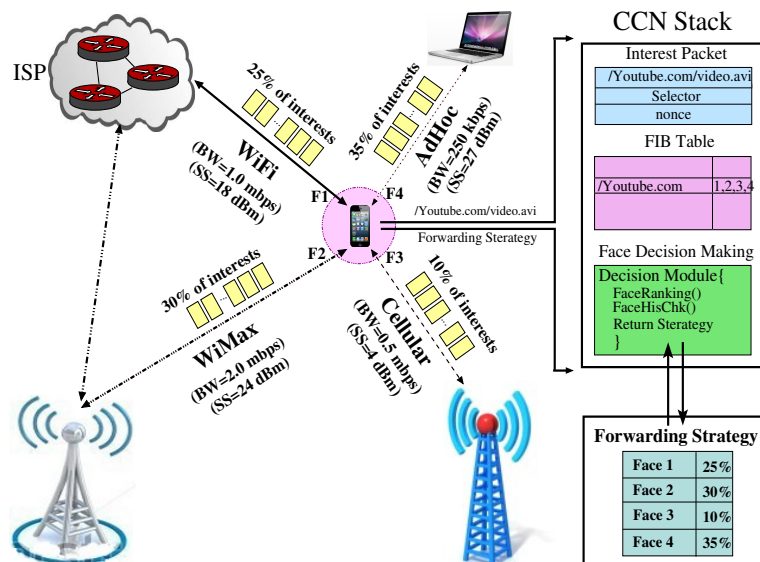 ISP
25% of interests
WiFi
(BW=1.0 mbps)
(SS=18 dBm)
35% of interests
AdHoc
(BW=250 kbps)
(SS=27 dBm)
F1
F4
F2
F3
30% of interests
WiMax
(BW=2.0 mbps)
(SS=24 dBm)
10% of interests
Cellular
(BW=0.5 mbps)
(SS=4 dBm)
/Youtube.com/video.avi
Forwarding Sterategy
CCN Stack
Interest Packet
/Youtube.com/video.avi
Selector
nonce
FIB Table
/Youtube.com 1,2,3,4
Face Decision Making
Decision Module{
FaceRanking()
FaceHisChk()
Return Sterategy
}
Forwarding Strategy
Face 1 25%
Face 2 30%
Face 3 10%
Face 4 35%